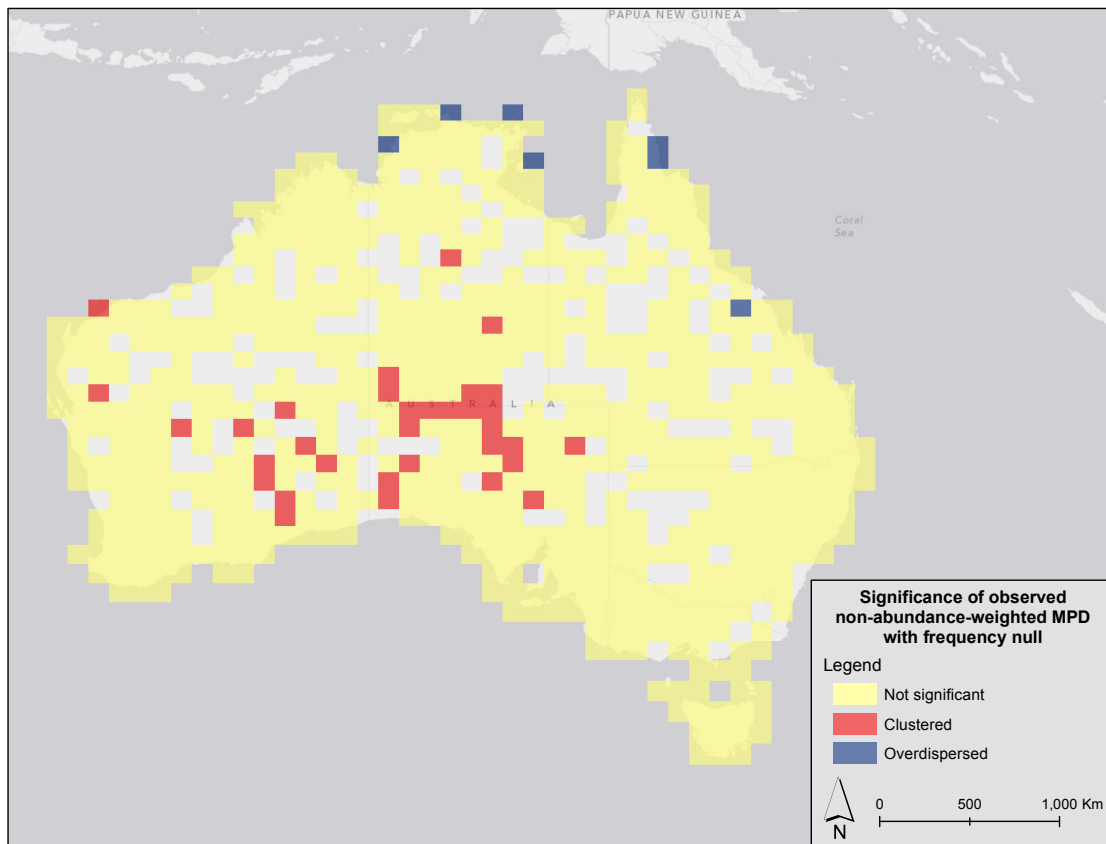 PAPUA NEW GUINEA
Coral
Sea
AUSTRALIA
Significance of observed
non-abundance-weighted MPD
with frequency null
Legend
Not significant
Clustered
Overdispersed
N
0 500 1,000 Km